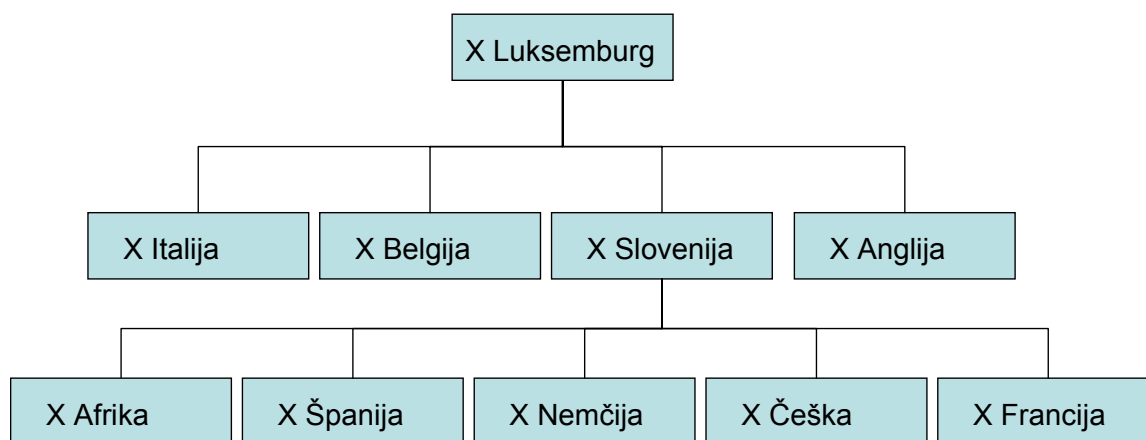 X Luksemburg
X Italija
X Belgija
X Slovenija
X Anglija
X Afrika
X Španija
X Nemčija
X Češka
X Francija